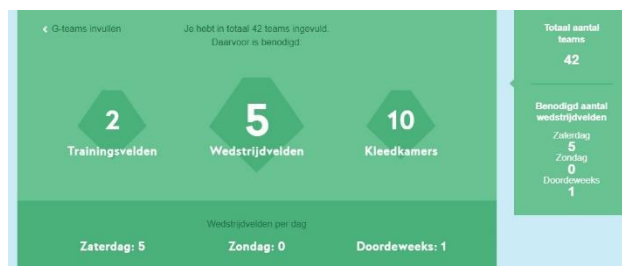 G-teams invullen
Je hebt in totaal 42 teams ingevuld.
Daarvoor is benodigd
2
Trainingsvelden
5
Wedstrijdvelden
10
Kleedkamers
Wedstrijdvelden per dag
Zaterdag: 5
Zondag: 0
Doordeweeks: 1
Totaal aantal
teams
42
Benodigd aantal
wedstrijdvelden
Zaterdag
5
Zondag
0
Doordeweeks
1